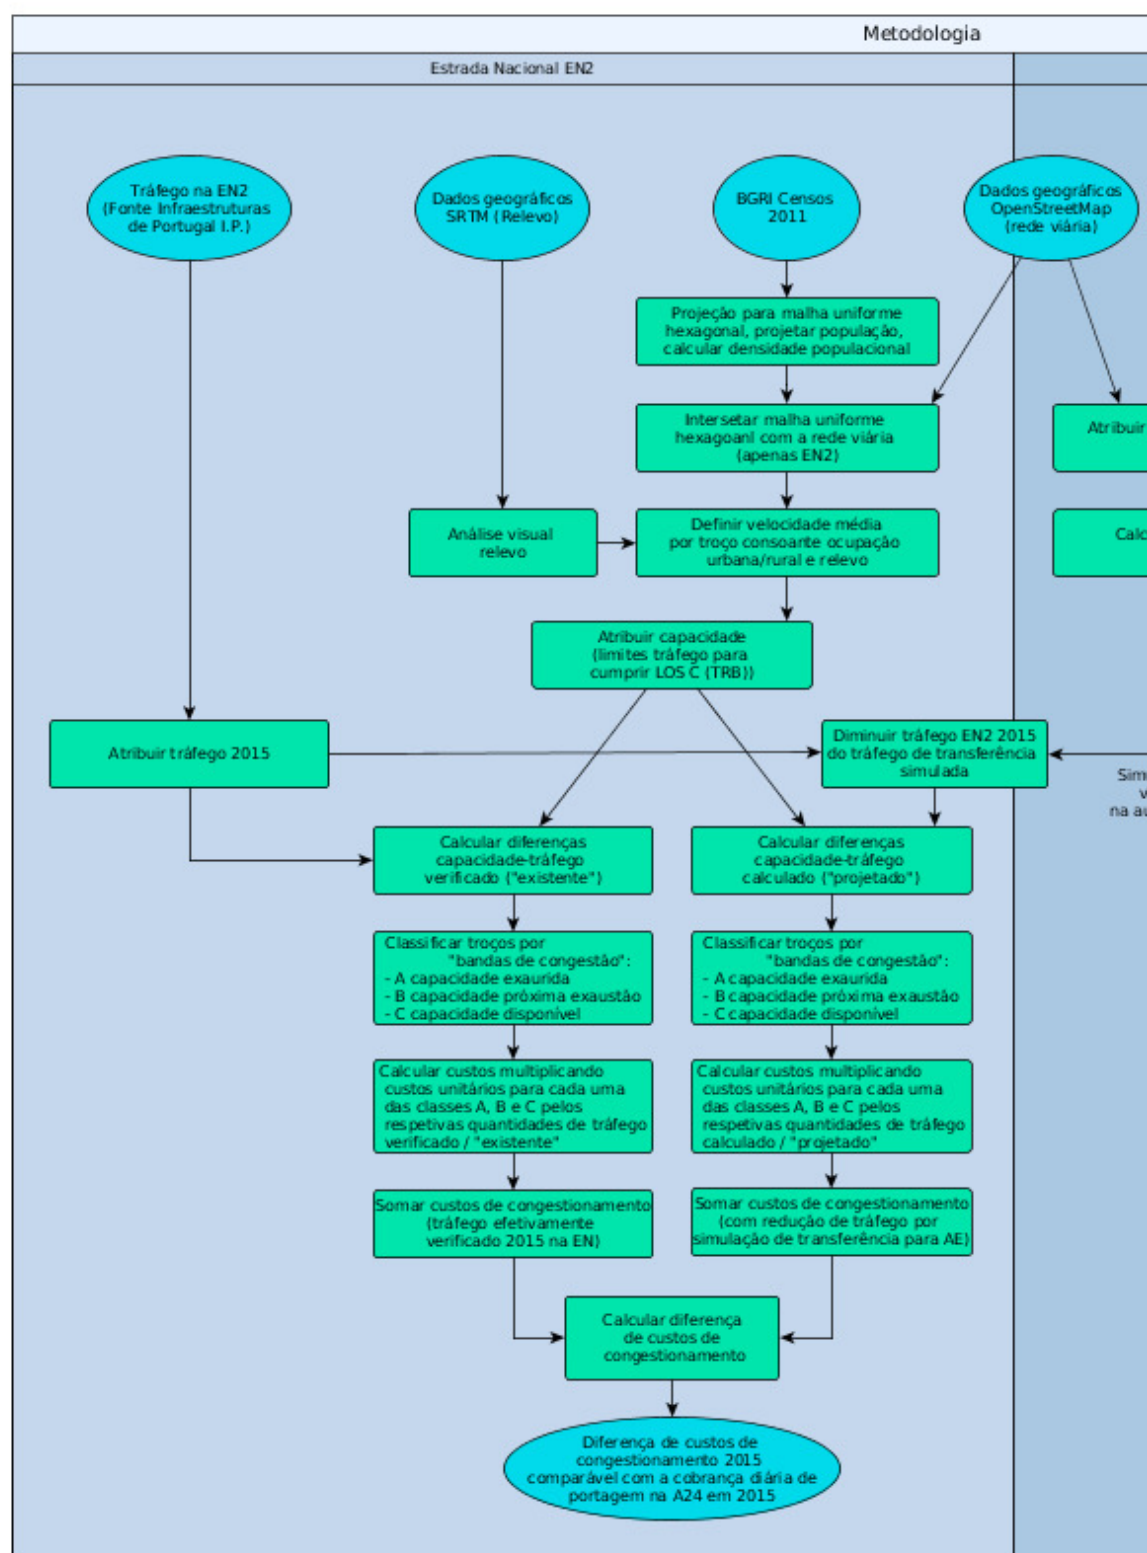 Metodologia
Estrada Nacional EN2
Tráfego na EN2
(Fonte Infraestruturas
de Portugal I.P.)
Dados geográficos
SRTM (Relevo)
BGRI Censos
2011
Dados geográficos
OpenStreetMap
(rede viária)
Projeção para malha uniforme
hexagonal, projetar população,
calcular densidade populacional
Intersetar malha uniforme
hexagoanl com a rede viária
(apenas EN2)
Atribuir
Análise visual
relevo
Definir velocidade média
por troço consoante ocupação
urbana/rural e relevo
Calc
Atribuir capacidade
(limites tráfego para
cumprir LOS C (TRB))
Atribuir tráfego 2015
Diminuir tráfego EN2 2015
do tráfego de transferência
simulada
Sim
v
na au
Calcular diferenças
capacidade-tráfego
verificado ("existente")
Calcular diferenças
capacidade-tráfego
calculado ("projetado")
Classificar troços por
"bandas de congestão":
- A capacidade exaurida
- B capacidade próxima exaustão
- C capacidade disponível
Classificar troços por
"bandas de congestão":
- A capacidade exaurida
- B capacidade próxima exaustão
- C capacidade disponível
Calcular custos multiplicando
custos unitários para cada uma
das classes A, B e C pelos
respetivas quantidades de tráfego
verificado / "existente"
Calcular custos multiplicando
custos unitários para cada uma
das classes A, B e C pelos
respetivas quantidades de tráfego
calculado / "projetado"
Somar custos de congestionamento
(tráfego efetivamente
verificado 2015 na EN)
Somar custos de congestionamento
(com redução de tráfego por
simulação de transferência para AE)
Calcular diferença
de custos de
congestionamento
Diferença de custos de
congestionamento 2015
comparável com a cobrança diária de
portagem na A24 em 2015